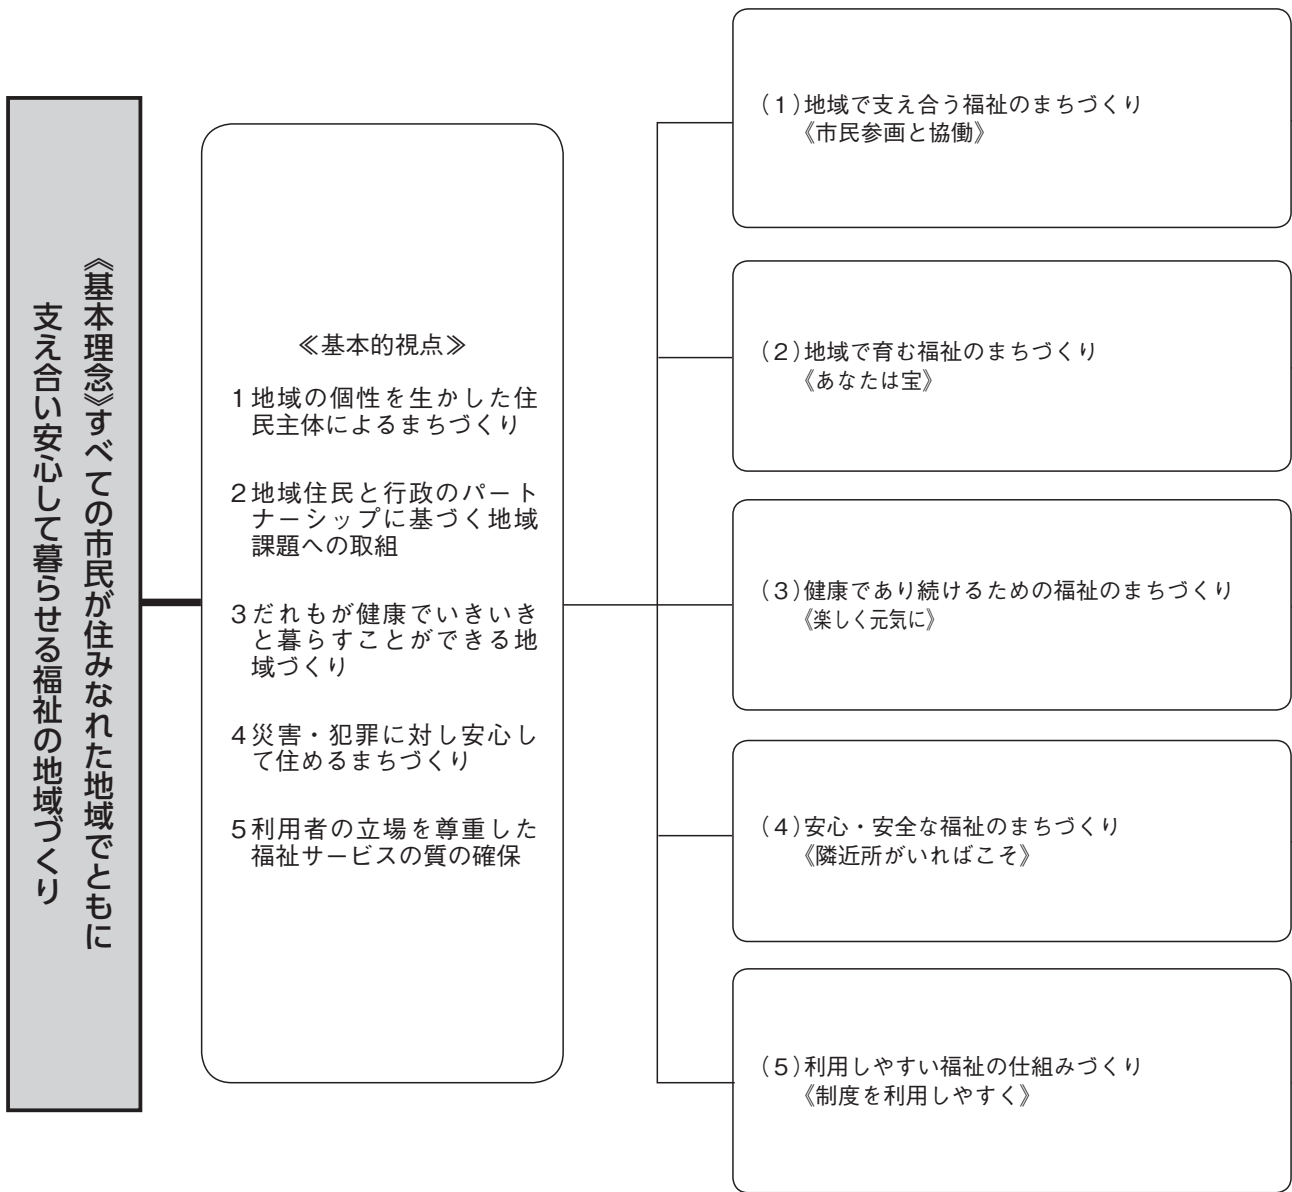 《基本理念》すべての市民が住みなれた地域でともに
支え合い安心して暮らせる福祉の地域づくり
≪基本的視点≫
1地域の個性を生かした住
民主体によるまちづくり
2地域住民と行政のパート
ナーシップに基づく地域
課題への取組
3だれもが健康でいきいき
と暮らすことができる地
域づくり
4災害・犯罪に対し安心し
て住めるまちづくり
5利用者の立場を尊重した
福祉サービスの質の確保
（1）地域で支え合う福祉のまちづくり
《市民参画と協働》
（2）地域で育む福祉のまちづくり
《あなたは宝》
（3）健康であり続けるための福祉のまちづくり
《楽しく元気に》
（4）安心・安全な福祉のまちづくり
《隣近所がいればこそ》
（5）利用しやすい福祉の仕組みづくり
《制度を利用しやすく》